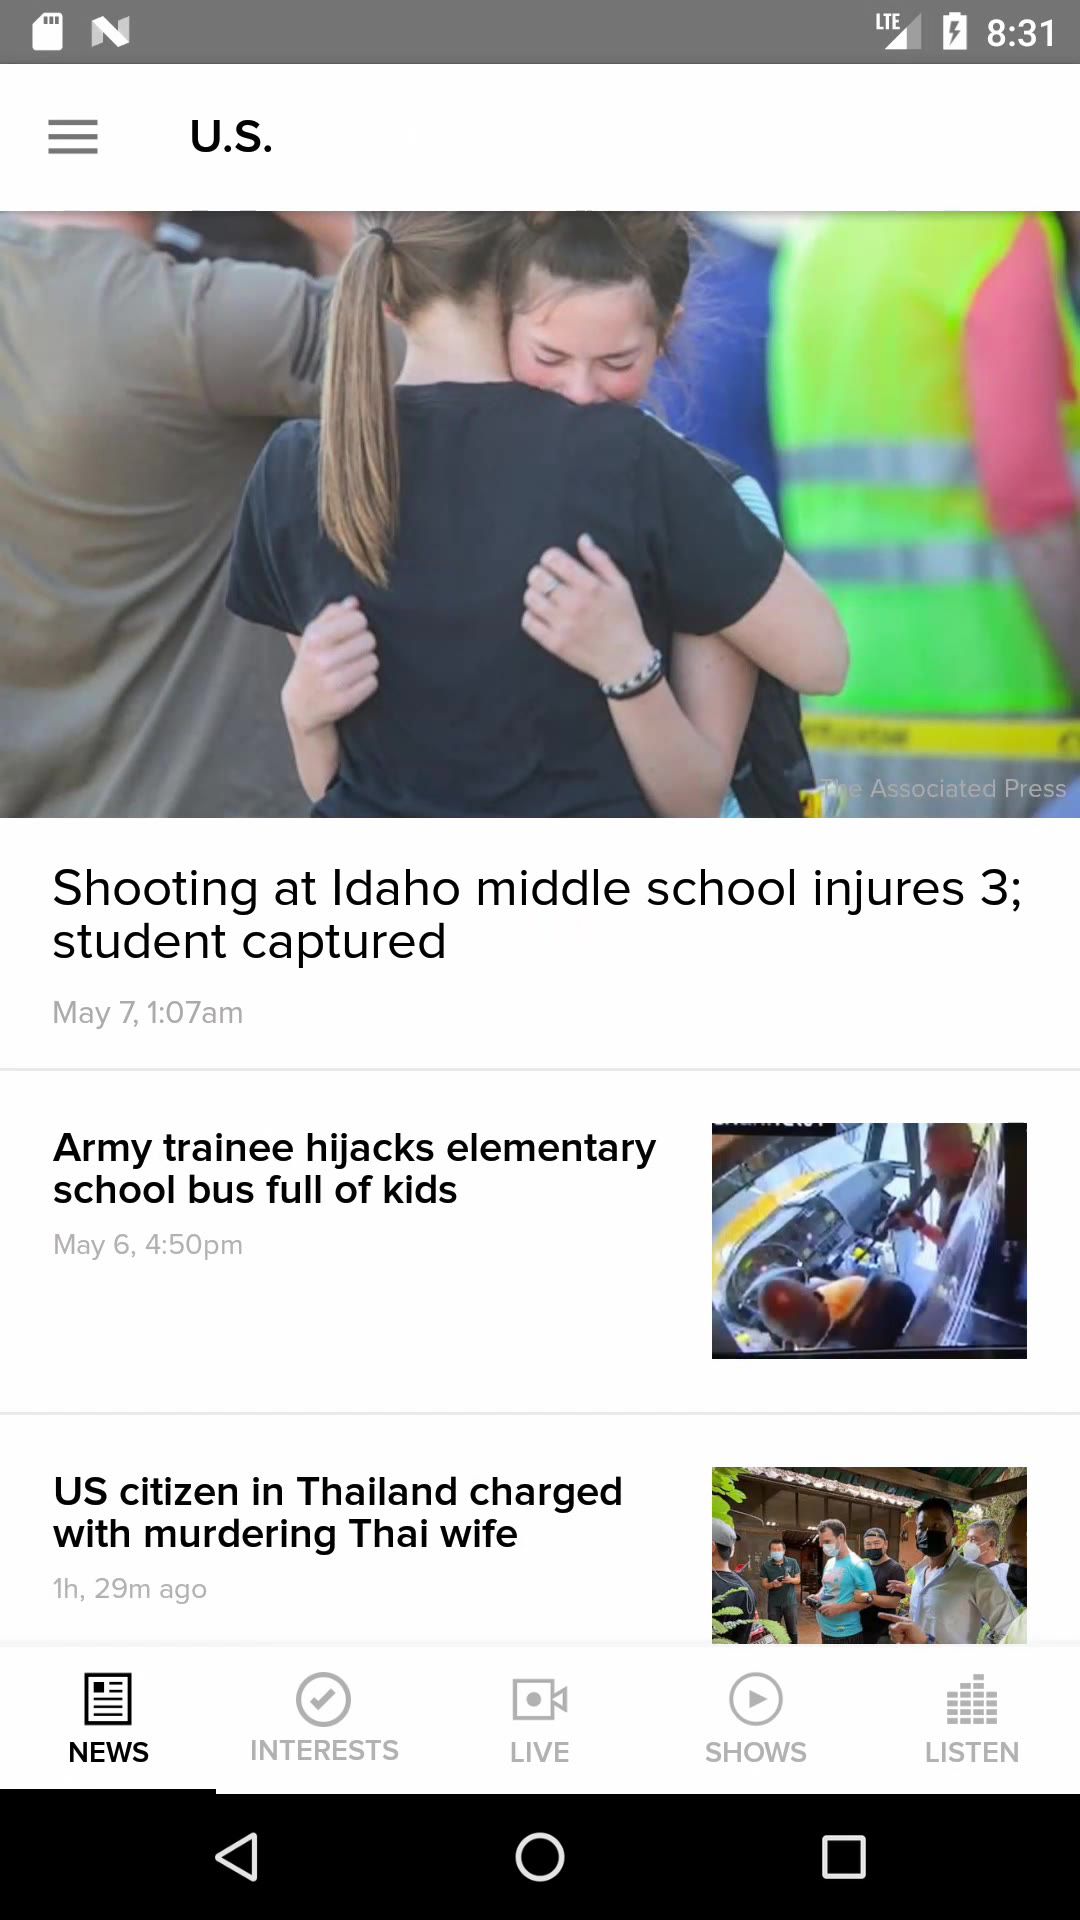 LTE 8:31
U.S.
The Associated Press
Shooting at Idaho middle school injures 3;
student captured
May 7, 1:07am
Army trainee hijacks elementary
school bus full of kids
May 6, 4:50pm
US citizen in Thailand charged
with murdering Thai wife
1h, 29m ago
NEWS INTERESTS LIVE SHOWS LISTEN